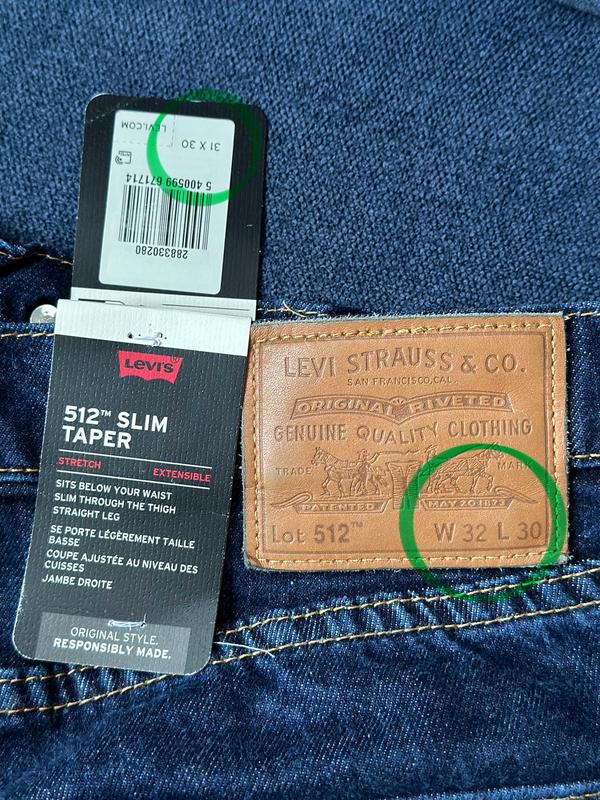 LEVI.COM
31 X 30
5 400599 671714
288330280
Levi's®
512™ SLIM
TAPER
STRETCH
EXTENSIBLE
SITS BELOW YOUR WAIST
SLIM THROUGH THE THIGH
STRAIGHT LEG
SE PORTE LÉGÈREMENT TAILLE
BASSE
COUPE AJUSTÉE AU NIVEAU DES
CUISSES
JAMBE DROITE
ORIGINAL STYLE.
RESPONSIBLY MADE.
LEVI STRAUSS & CO.
SAN FRANCISCO, CAL.
ORIGINAL RIVETED
GENUINE QUALITY CLOTHING
TRADE MARK
PATENTED MAY 20 1873
Lot 512™ W 32 L 30